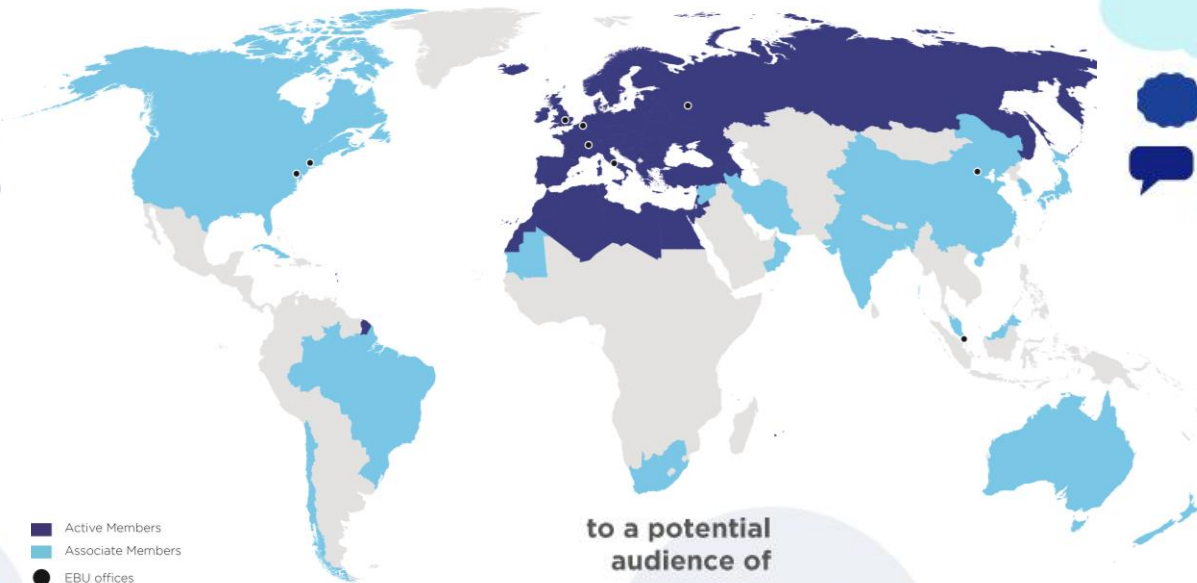 Active Members
Associate Members
EBU offices
to a potential
audience of